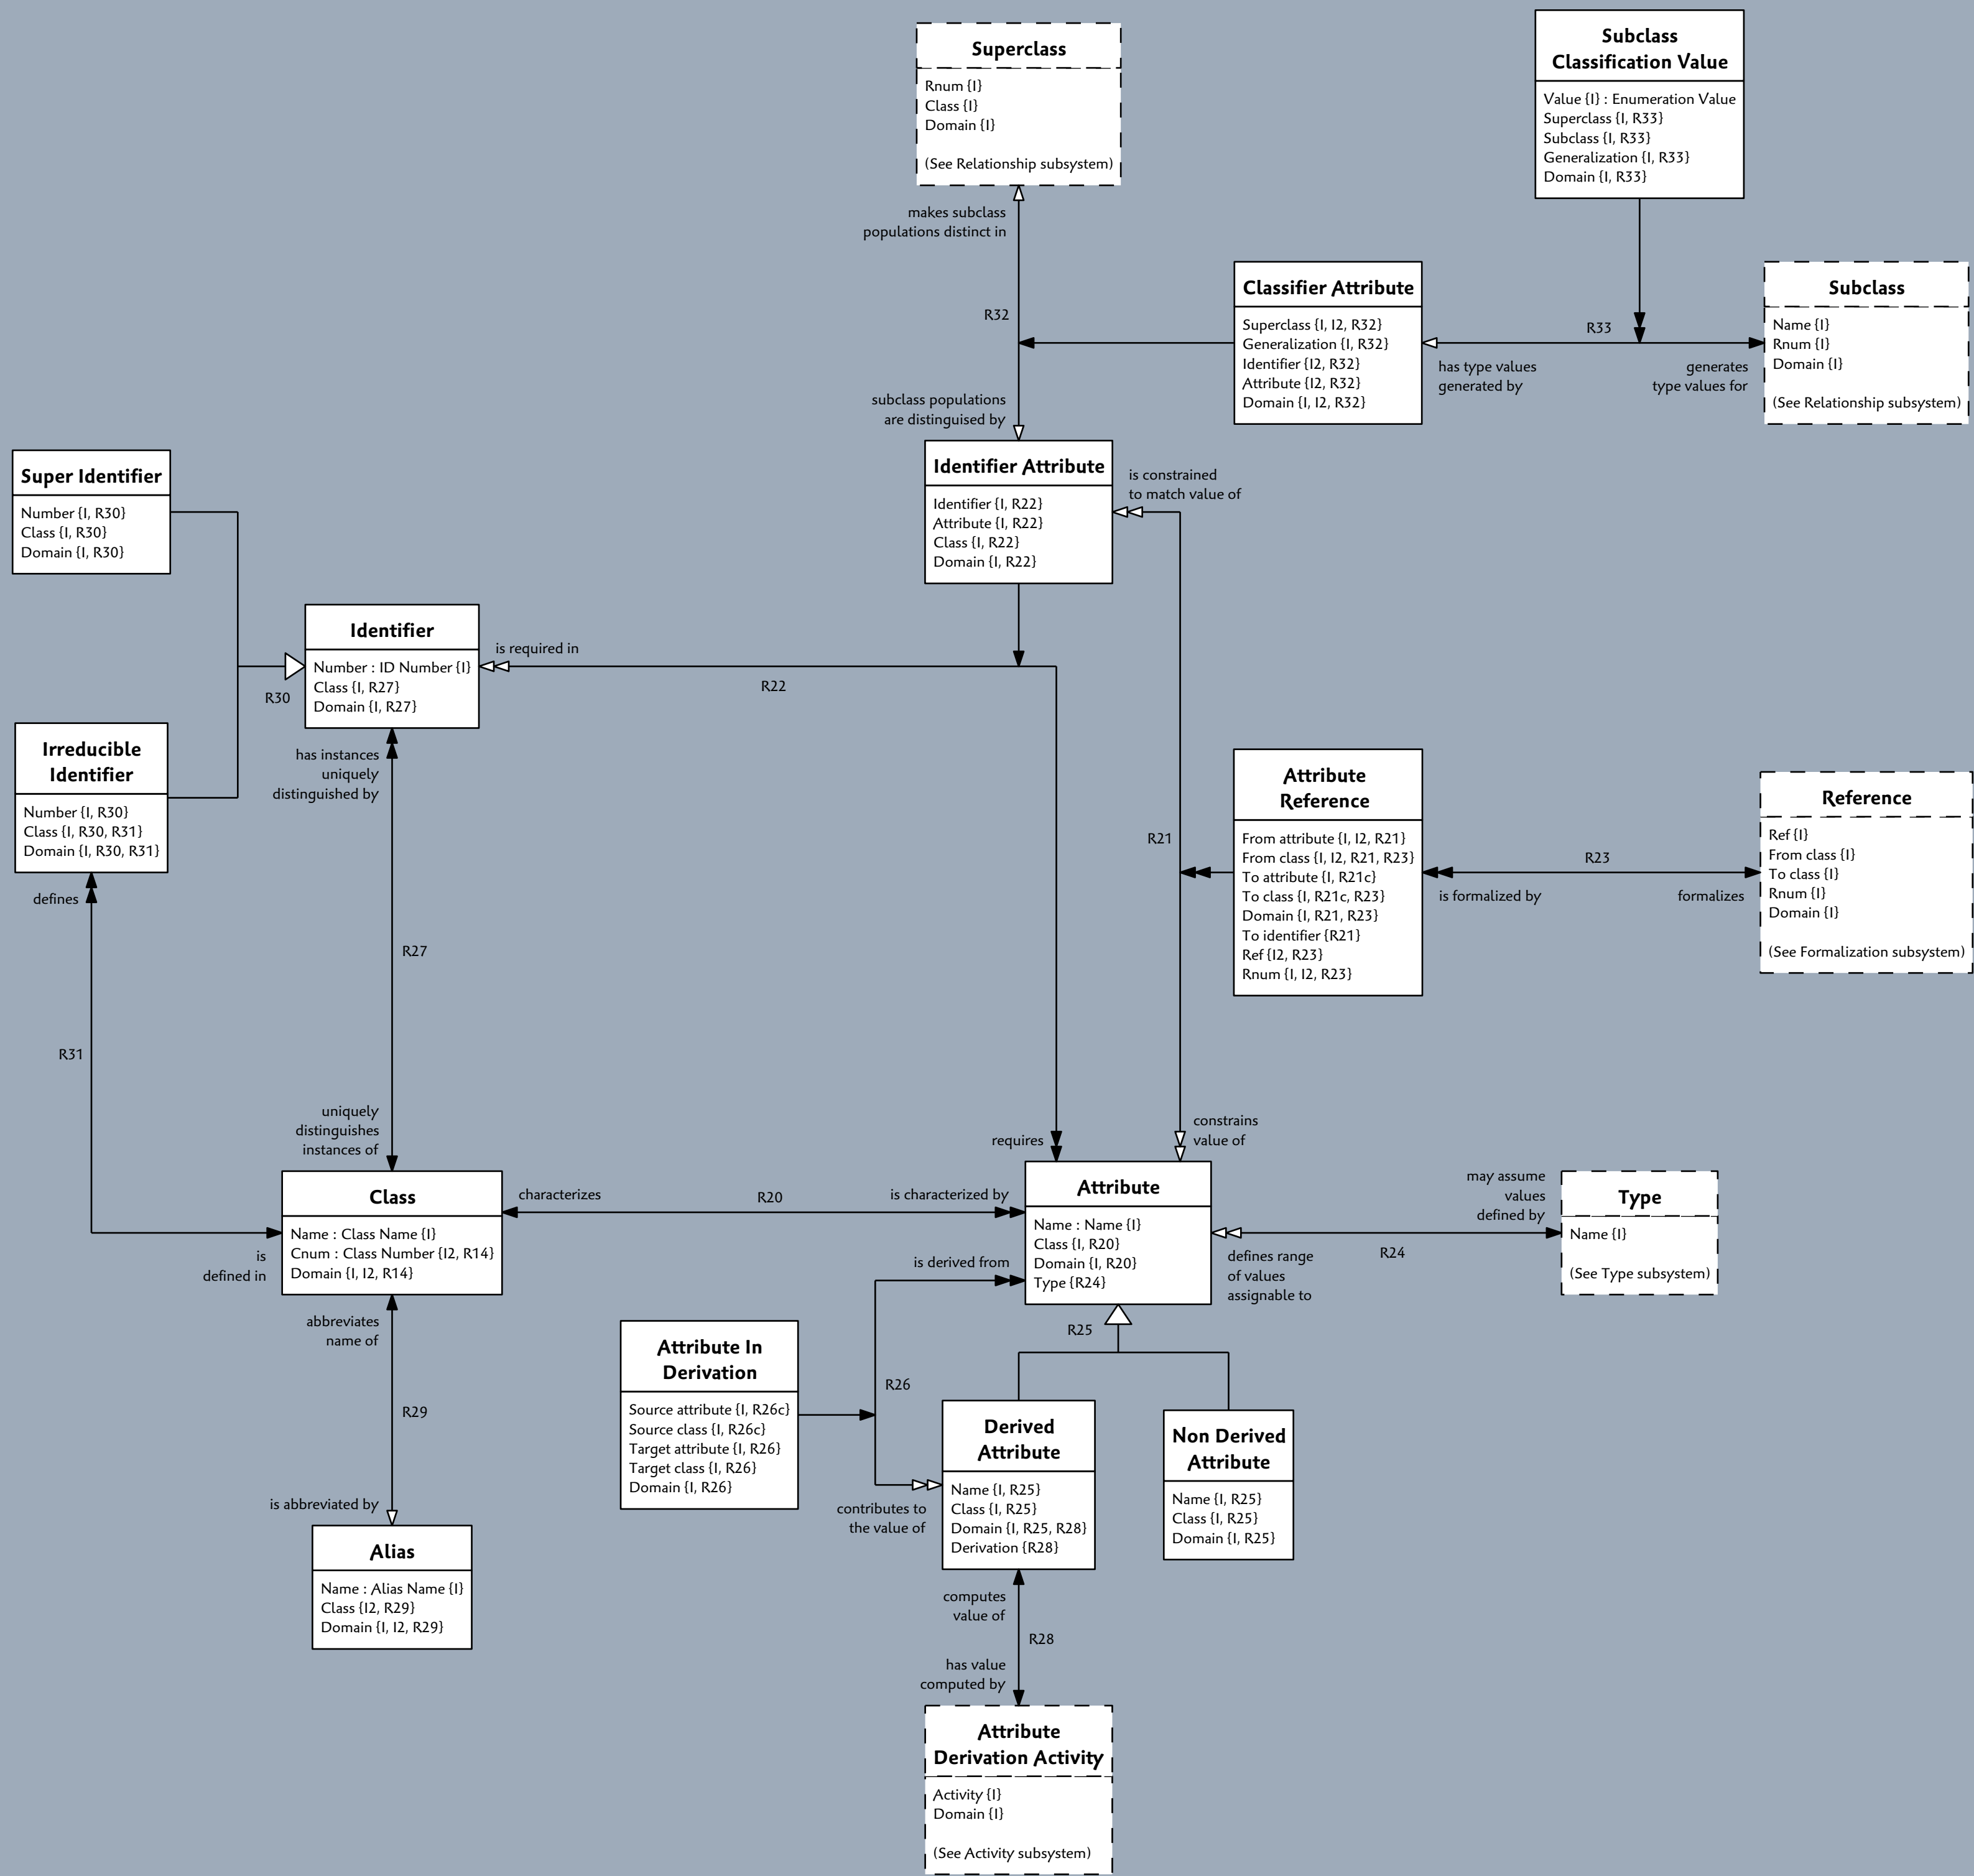 Superclass
Rnum {I}
Class {I}
Domain {I}
(See Relationship subsystem)
Subclass
Classification Value
Value {I} : Enumeration Value
Superclass {I, R33}
Subclass {I, R33}
Generalization {I, R33}
Domain {I, R33}
makes subclass
populations distinct in
R32
subclass populations
are distinguised by
Classifier Attribute
Superclass {I, I2, R32}
Generalization {I, R32}
Identifier {I2, R32}
Attribute {I2, R32}
Domain {I, I2, R32}
R33
has type values
generated by
generates
type values for
Subclass
Name {I}
Rnum {I}
Domain {I}
(See Relationship subsystem)
Super Identifier
Number {I, R30}
Class {I, R30}
Domain {I, R30}
Identifier Attribute
Identifier {I, R22}
Attribute {I, R22}
Class {I, R22}
Domain {I, R22}
is constrained
to match value of
Identifier
Number : ID Number {I}
Class {I, R27}
Domain {I, R27}
is required in
R22
R30
Irreducible
Identifier
Number {I, R30}
Class {I, R30, R31}
Domain {I, R30, R31}
has instances
uniquely
distinguished by
defines
R27
R31
uniquely
distinguishes
instances of
R21
Attribute
Reference
From attribute {I, I2, R21}
From class {I, I2, R21, R23}
To attribute {I, R21c}
To class {I, R21c, R23}
Domain {I, R21, R23}
To identifier {R21}
Ref {I2, R23}
Rnum {I, I2, R23}
R23
is formalized by
formalizes
Reference
Ref {I}
From class {I}
To class {I}
Rnum {I}
Domain {I}
(See Formalization subsystem)
requires
constrains
value of
Class
Name : Class Name {I}
Cnum : Class Number {I2, R14}
Domain {I, I2, R14}
is
defined in
characterizes
R20
is characterized by
Attribute
Name : Name {I}
Class {I, R20}
Domain {I, R20}
Type {R24}
may assume
values
defined by
R24
defines range
of values
assignable to
Type
Name {I}
(See Type subsystem)
is derived from
R25
abbreviates
name of
R29
is abbreviated by
Alias
Name : Alias Name {I}
Class {I2, R29}
Domain {I, I2, R29}
Attribute In
Derivation
Source attribute {I, R26c}
Source class {I, R26c}
Target attribute {I, R26}
Target class {I, R26}
Domain {I, R26}
R26
contributes to
the value of
Derived
Attribute
Name {I, R25}
Class {I, R25}
Domain {I, R25, R28}
Derivation {R28}
Non Derived
Attribute
Name {I, R25}
Class {I, R25}
Domain {I, R25}
computes
value of
R28
has value
computed by
Attribute
Derivation Activity
Activity {I}
Domain {I}
(See Activity subsystem)